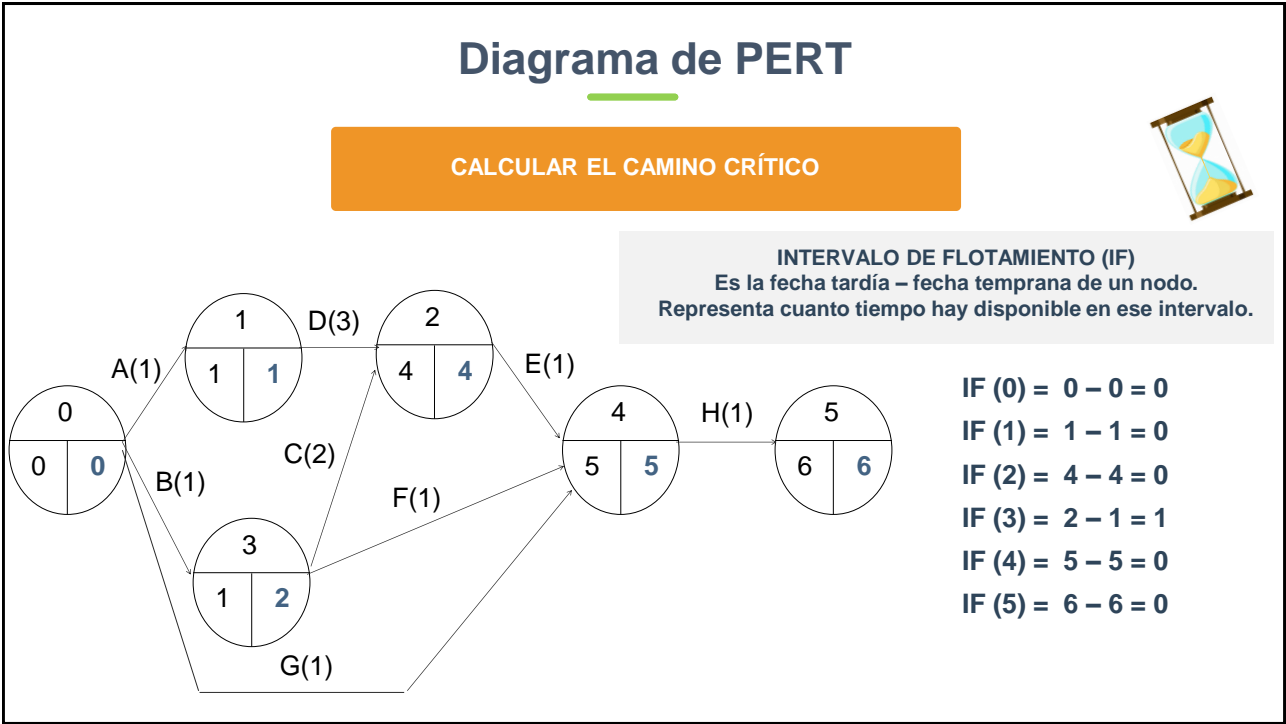 Diagrama de PERT
CALCULAR EL CAMINO CRÍTICO
INTERVALO DE FLOTAMIENTO (IF)
Es la fecha tardía – fecha temprana de un nodo.
Representa cuanto tiempo hay disponible en ese intervalo.
0
0 0
A(1)
1
1 1
D(3)
2
4 4
E(1)
B(1)
C(2)
3
1 2
F(1)
G(1)
4
5 5
H(1)
5
6 6
IF (0) = 0 – 0 = 0
IF (1) = 1 – 1 = 0
IF (2) = 4 – 4 = 0
IF (3) = 2 – 1 = 1
IF (4) = 5 – 5 = 0
IF (5) = 6 – 6 = 0